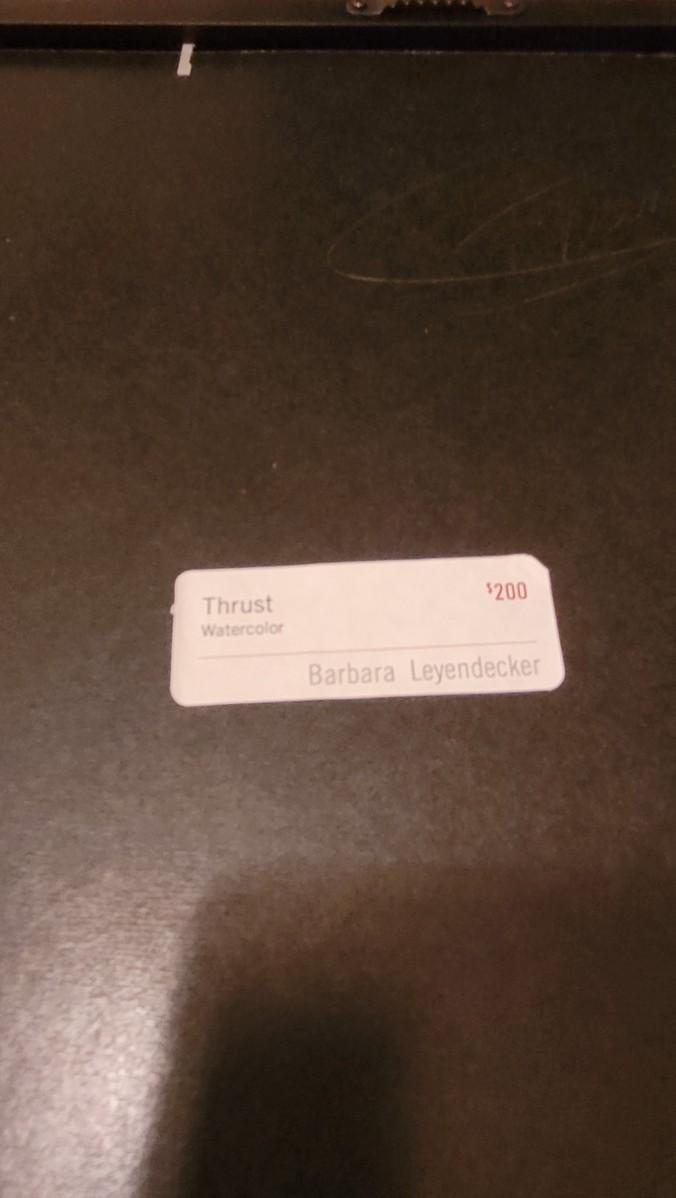 Thrust
$200
Watercolor
Barbara Leyendecker